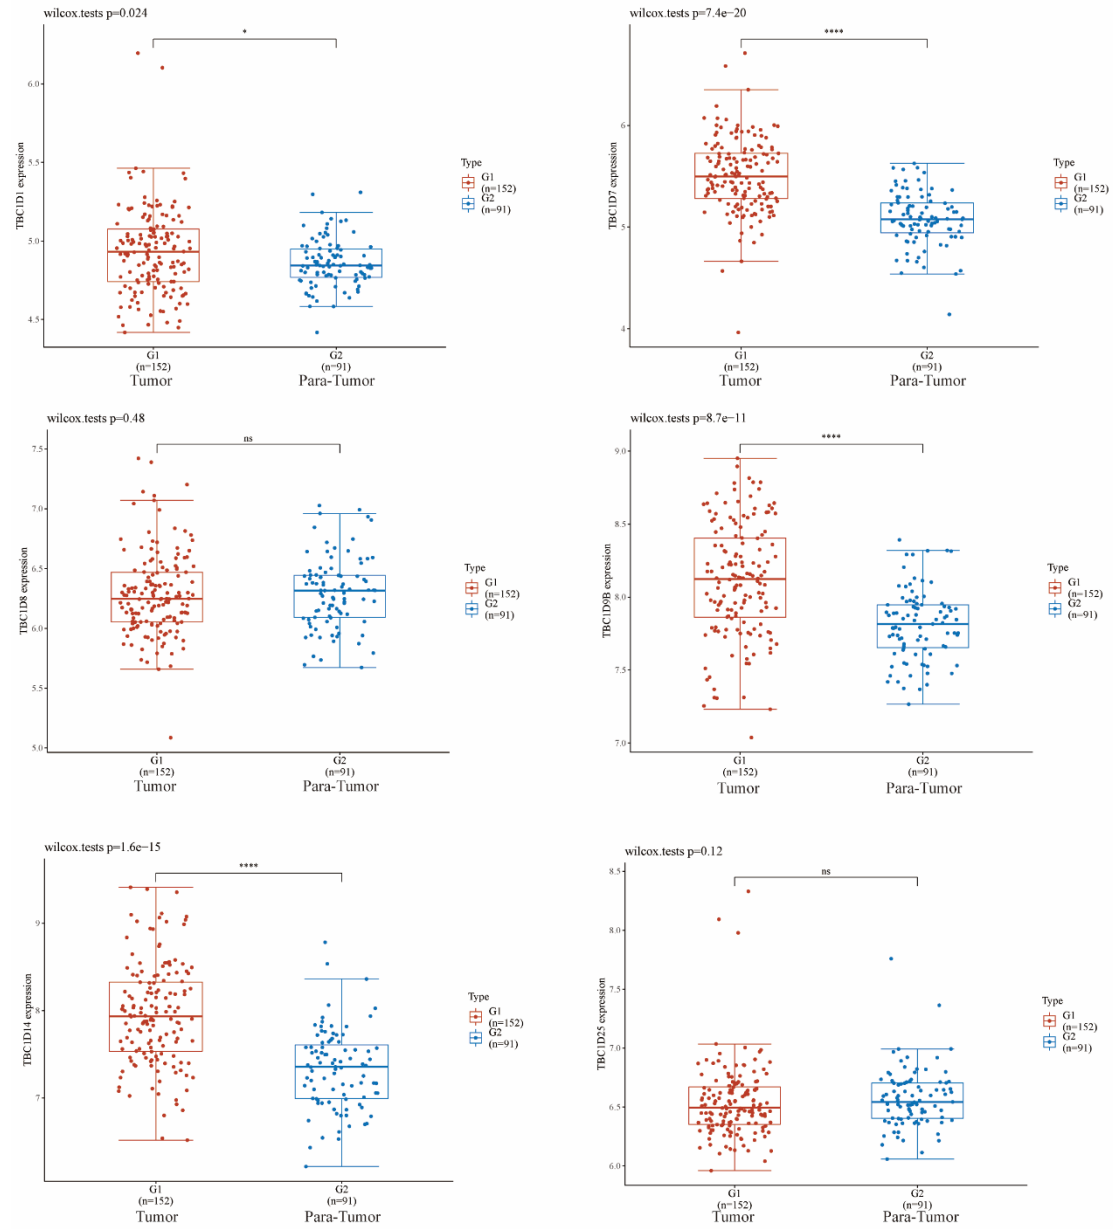 wilcox.tests p=0.024
*
TBC1D1 expression
6.0
5.5
5.0
4.5
G1
(n=152)
Tumor
G2
(n=91)
Para-Tumor
Type
G1
(n=152)
G2
(n=91)
wilcox.tests p=7.4e−20
****
TBC1D7 expression
6
5
4
G1
(n=152)
Tumor
G2
(n=91)
Para-Tumor
Type
G1
(n=152)
G2
(n=91)
wilcox.tests p=0.48
ns
TBC1D8 expression
7.5
7.0
6.5
6.0
5.5
5.0
G1
(n=152)
Tumor
G2
(n=91)
Para-Tumor
Type
G1
(n=152)
G2
(n=91)
wilcox.tests p=8.7e−11
****
TBC1D9B expression
9.0
8.5
8.0
7.5
7.0
G1
(n=152)
Tumor
G2
(n=91)
Para-Tumor
Type
G1
(n=152)
G2
(n=91)
wilcox.tests p=1.6e−15
****
TBC1D14 expression
9
8
7
G1
(n=152)
Tumor
G2
(n=91)
Para-Tumor
Type
G1
(n=152)
G2
(n=91)
wilcox.tests p=0.12
ns
TBC1D25 expression
8.5
8.0
7.5
7.0
6.5
6.0
G1
(n=152)
Tumor
G2
(n=91)
Para-Tumor
Type
G1
(n=152)
G2
(n=91)